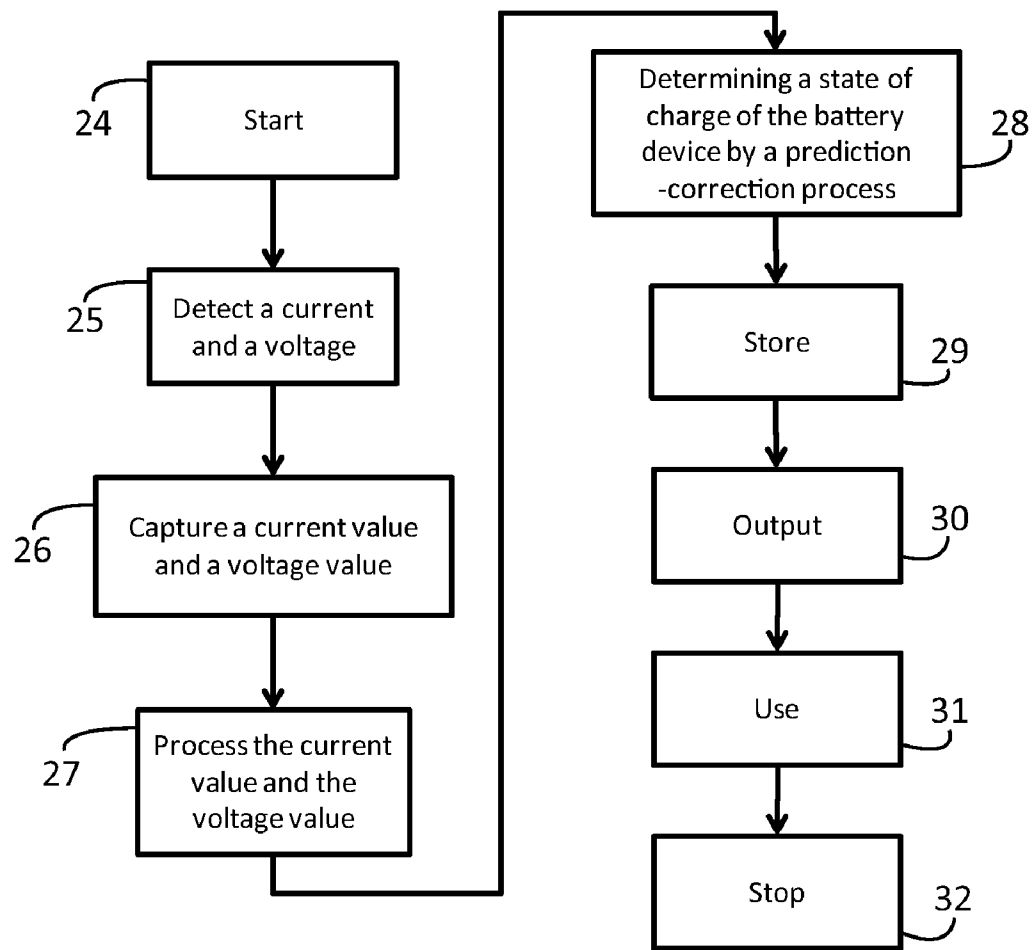 24
Start
25
Detect a current
and a voltage
26
Capture a current value
and a voltage value
27
Process the current
value and the
voltage value
Determining a state of
charge of the battery
device by a prediction
-correction process
28
Store
29
Output
30
Use
31
Stop
32